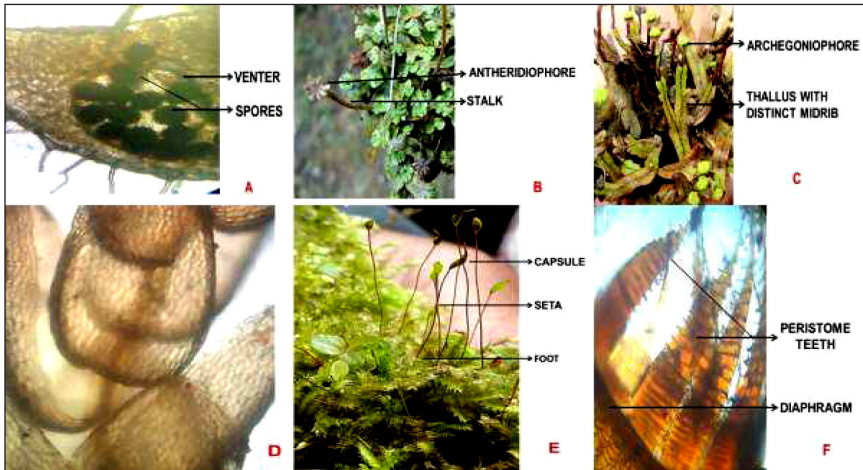 VENTER
SPORES
A
ANTHERIDIOPHORE
STALK
B
ARCHEGONIOPHORE
THALLUS WITH
DISTINCT MIDRIB
C
D
CAPSULE
SETA
FOOT
E
PERISTOME
TEETH
DIAPHRAGM
F